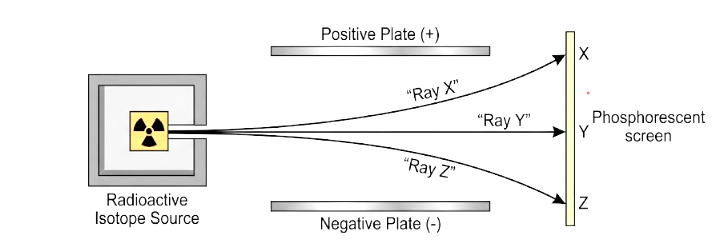 Positive Plate (+)
X
“Ray X”
“Ray Y”
Y
Phosphorescent
screen
“Ray Z”
Z
Radioactive
Isotope Source
Negative Plate (-)